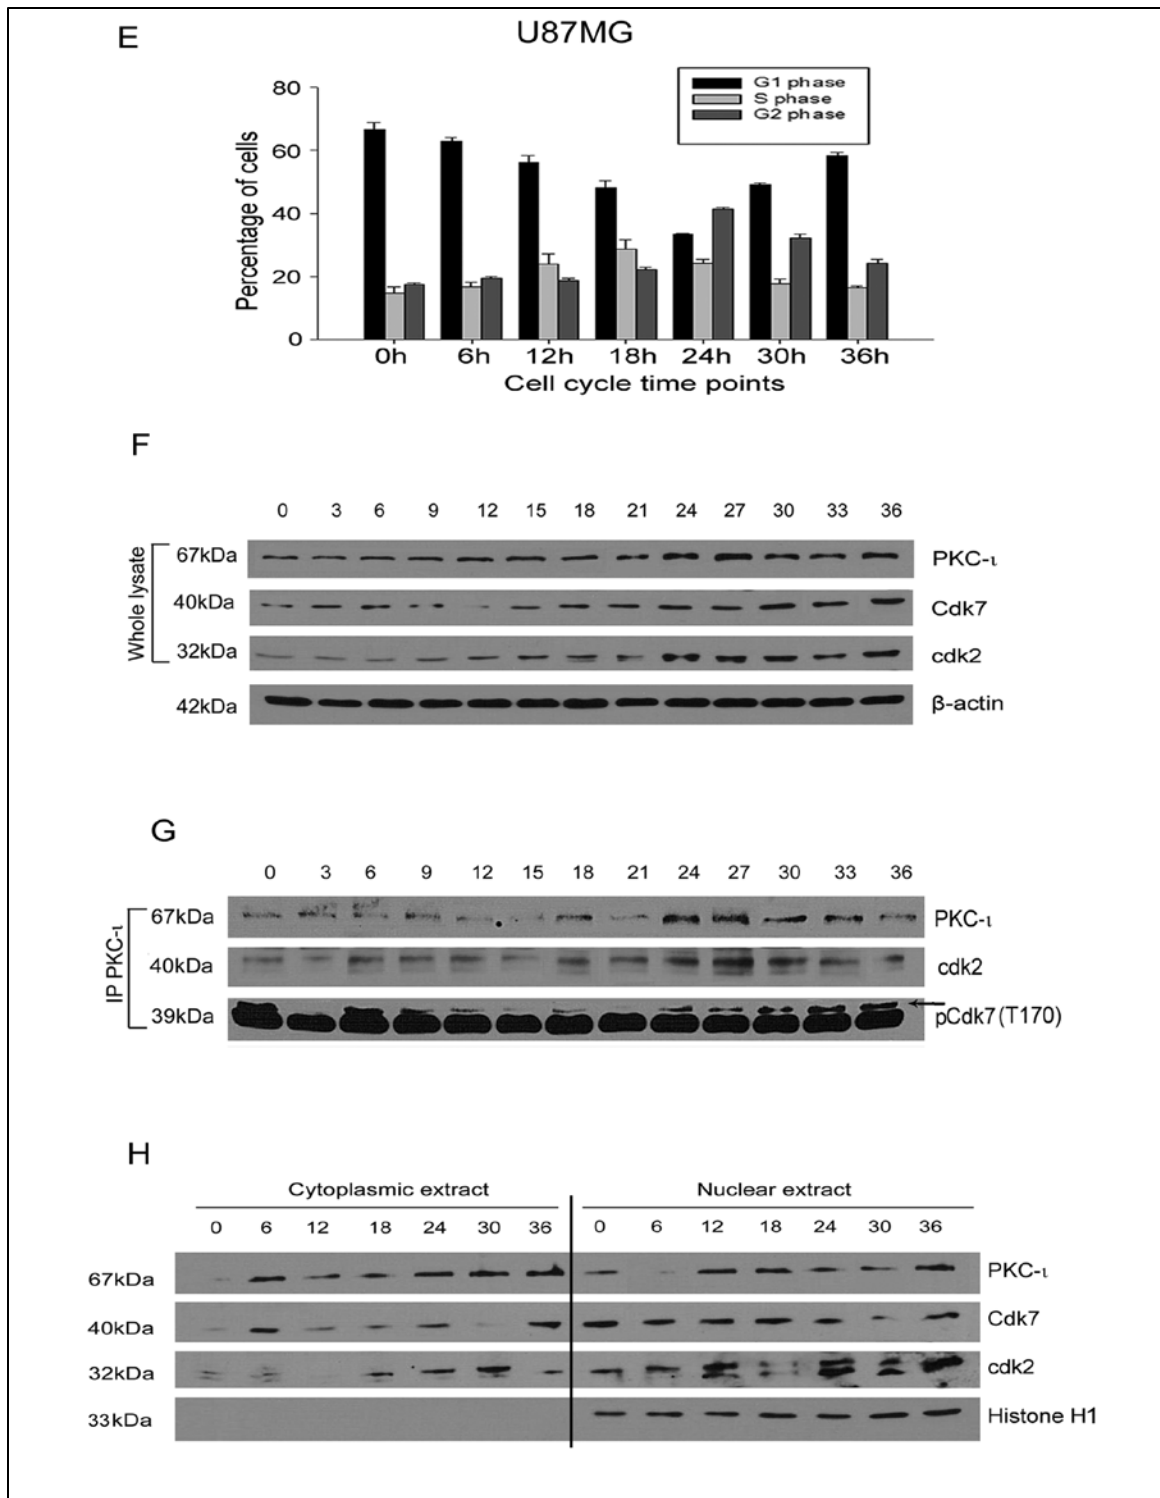 E
U87MG
G1 phase
S phase
G2 phase
80
60
40
20
0
Percentage of cells
0h 6h 12h 18h 24h 30h 36h
Cell cycle time points
F
0 3 6 9 12 15 18 21 24 27 30 33 36
Whole lysate
67kDa PKC-ι
40kDa Cdk7
32kDa cdk2
42kDa β-actin
G
0 3 6 9 12 15 18 21 24 27 30 33 36
IP PKC-ι
67kDa PKC-ι
40kDa cdk2
39kDa pCdk7(T170)
H
Cytoplasmic extract Nuclear extract
0 6 12 18 24 30 36 0 6 12 18 24 30 36
67kDa PKC-ι
40kDa Cdk7
32kDa cdk2
33kDa Histone H1